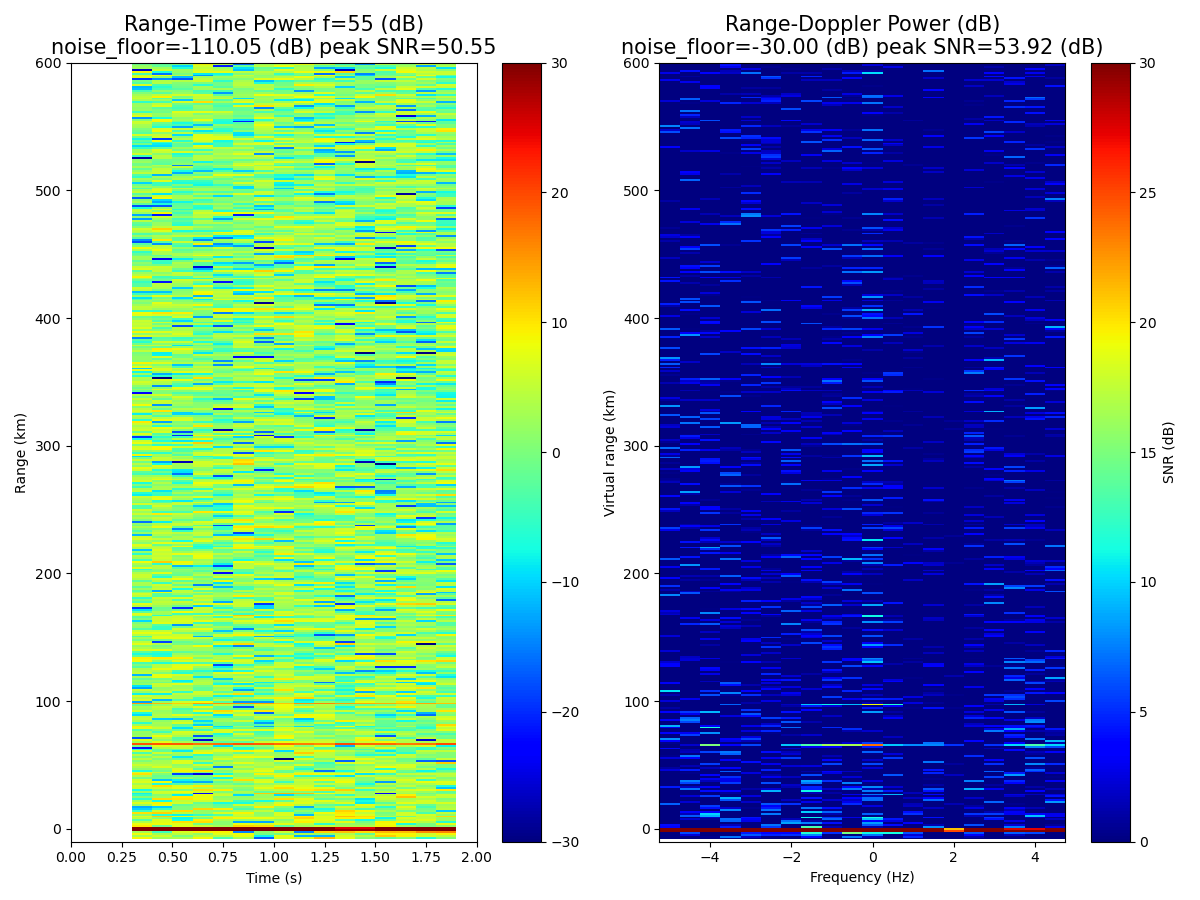 Range-Time Power f=55 (dB)
noise_floor=-110.05 (dB) peak SNR=50.55
Range-Doppler Power (dB)
noise_floor=-30.00 (dB) peak SNR=53.92 (dB)
600
500
400
300
200
100
0
Range (km)
0.00 0.25 0.50 0.75 1.00 1.25 1.50 1.75 2.00
Time (s)
30
20
10
0
−10
−20
−30
600
500
400
300
200
100
0
Virtual range (km)
−4 −2 0 2 4
Frequency (Hz)
30
25
20
15
10
5
0
SNR (dB)